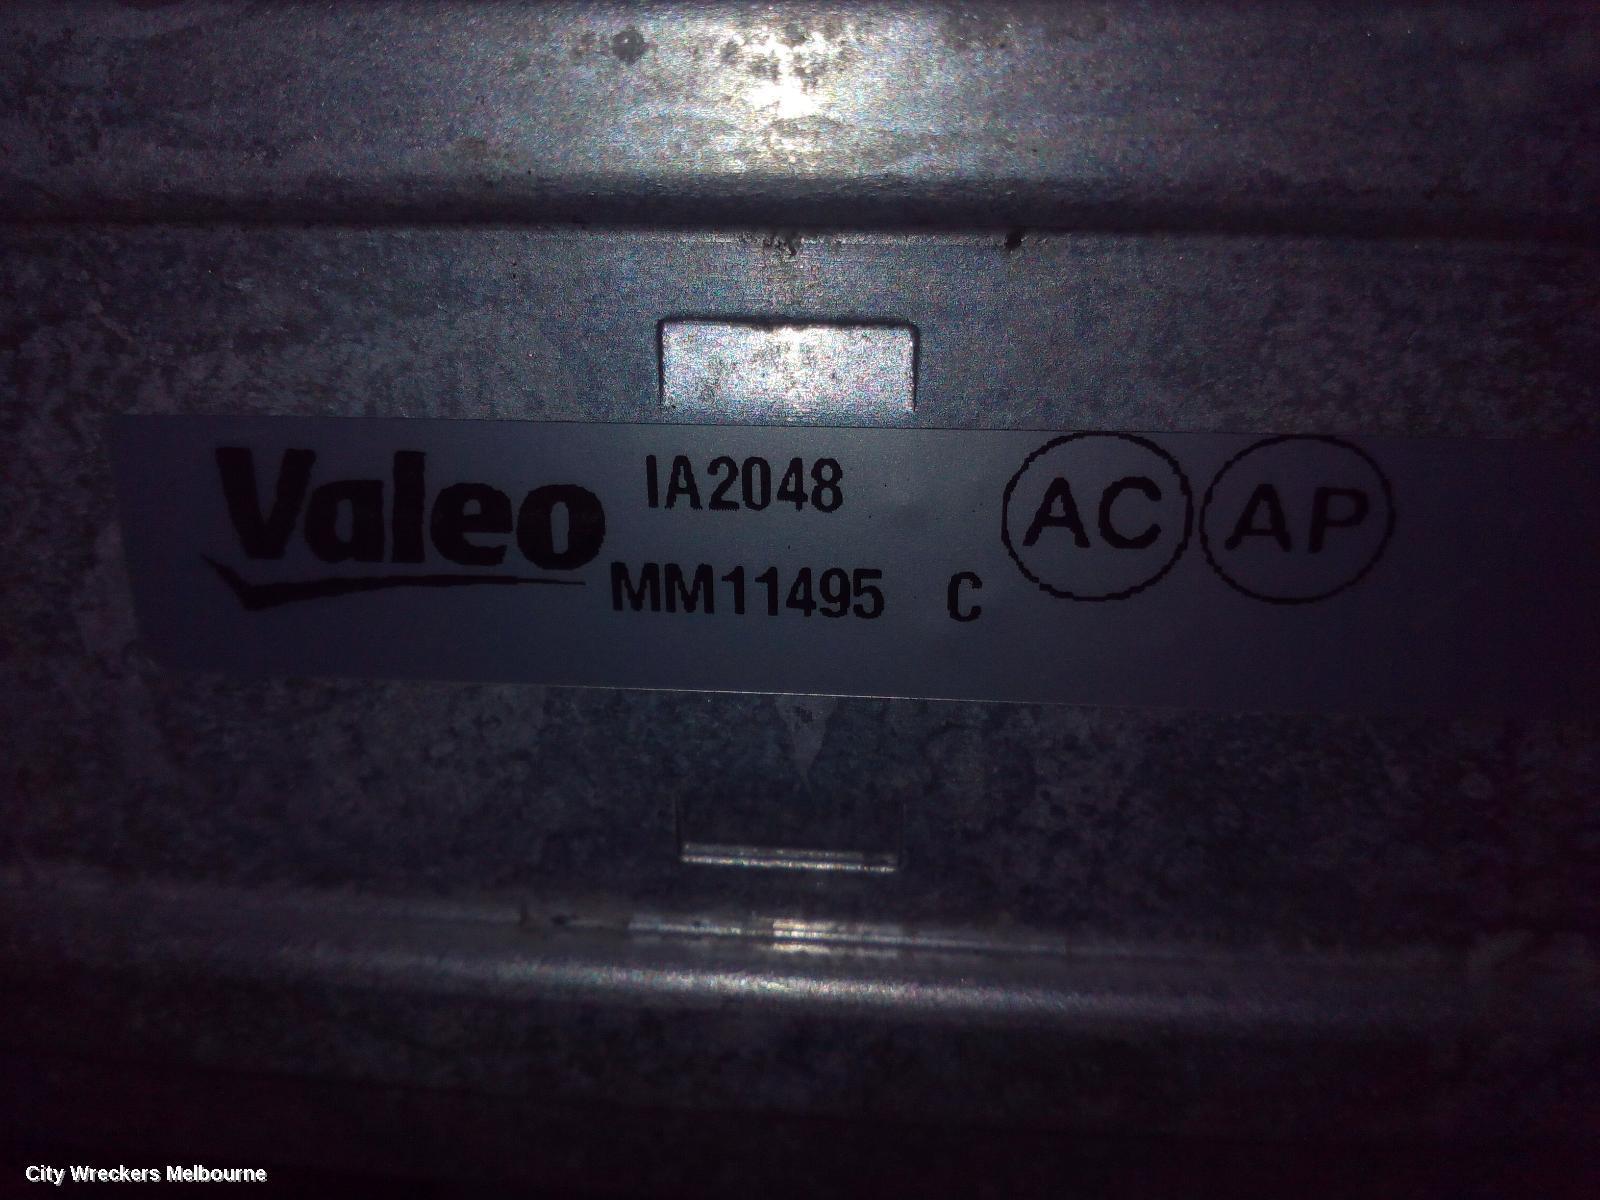 Valeo
IA2048
MM11495 C
AC AP
City Wreckers Melbourne